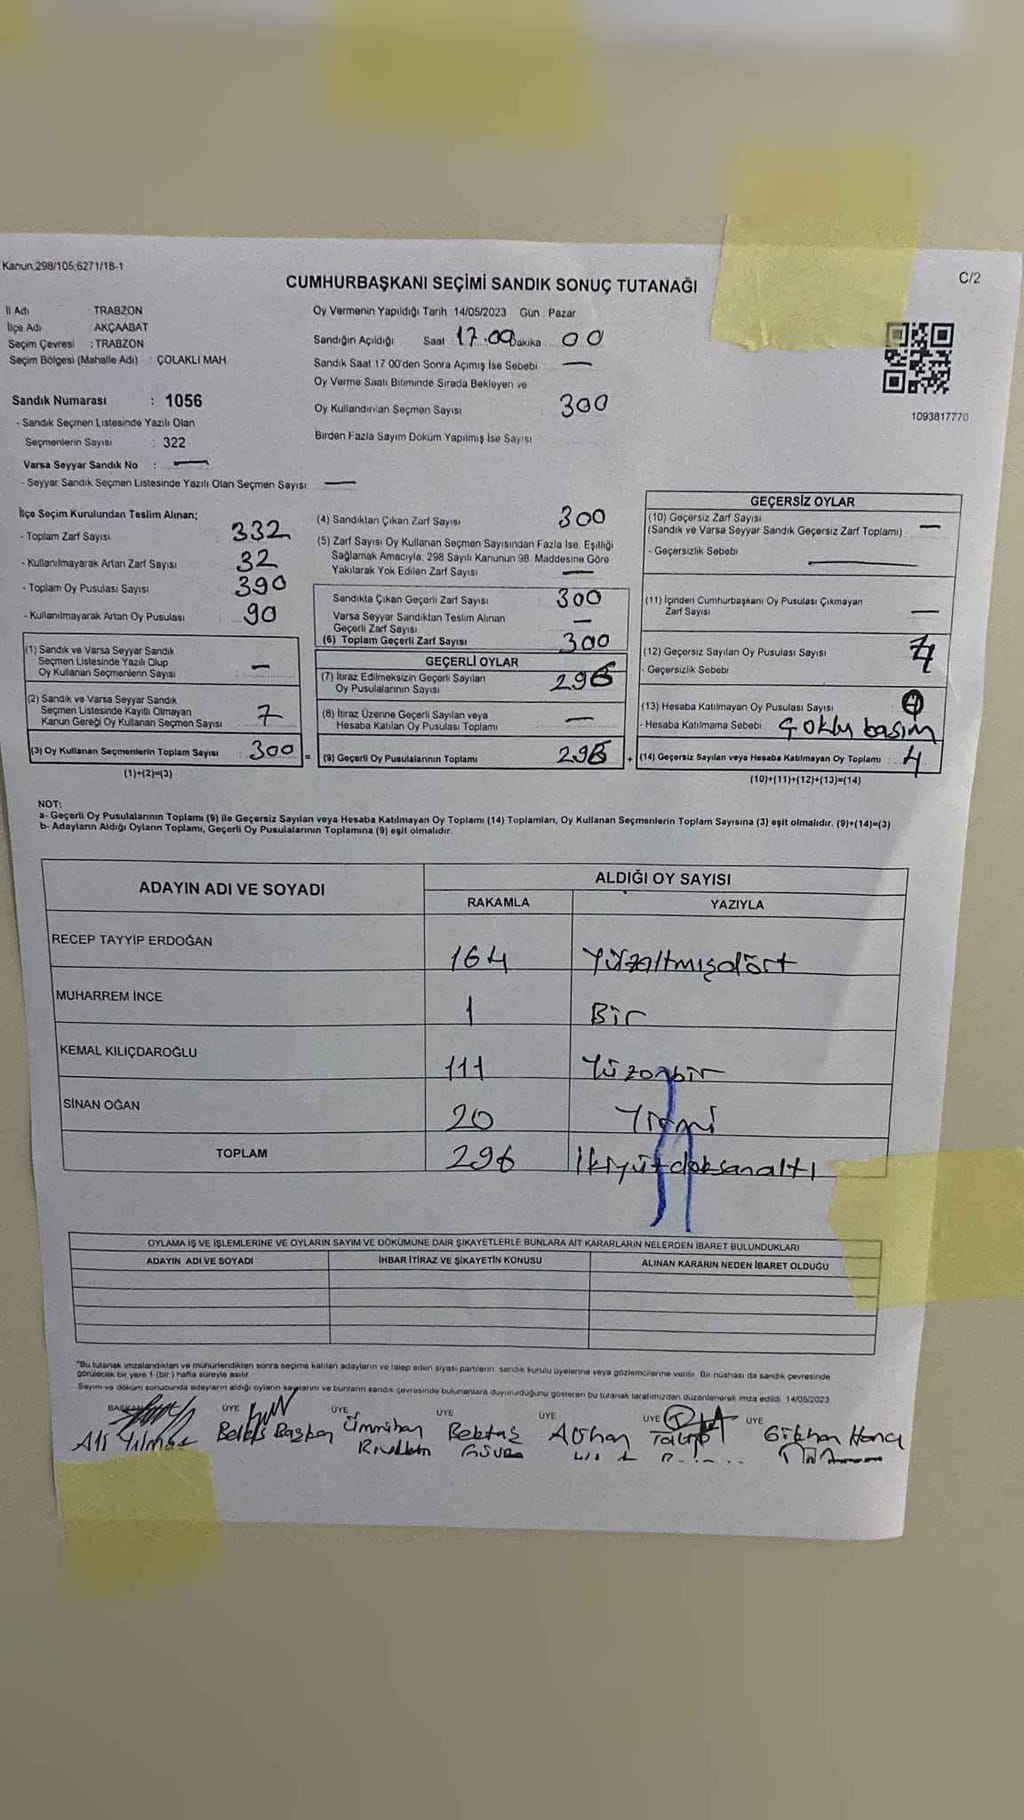 Kanun,298/105,6271/18-1
C/2
CUMHURBAŞKANI SEÇİMİ SANDIK SONUÇ TUTANAĞI
İl Adı TRABZON
İlçe Adı AKÇAABAT
Seçim Çevresi : TRABZON
Seçim Bölgesi (Mahalle Adı) : ÇOLAKLI MAH
Sandık Numarası : 1056
- Sandık Seçmen Listesinde Yazılı Olan
Seçmenlerin Sayısı : 322
Varsa Seyyar Sandık No : —
- Seyyar Sandık Seçmen Listesinde Yazılı Olan Seçmen Sayısı: —
Oy Vermenin Yapıldığı Tarih : 14/05/2023 Gün : Pazar
Sandığın Açıldığı Saat 17.00 Dakika 00
Sandık Saat 17 00'den Sonra Açımış İse Sebebi : —
Oy Verme Saati Bitiminde Sırada Bekleyen ve
Oy Kullandırılan Seçmen Sayısı 300
Birden Fazla Sayım Döküm Yapılmış İse Sayısı
1093817770
İlçe Seçim Kurulundan Teslim Alınan;
- Toplam Zarf Sayısı 332
- Kullanılmayarak Artan Zarf Sayısı 32
- Toplam Oy Pusulası Sayısı 390
- Kullanılmayarak Artan Oy Pusulası 90
(1) Sandık ve Varsa Seyyar Sandık
Seçmen Listesinde Yazılı Olup
Oy Kullanan Seçmenlerin Sayısı —
(2) Sandık ve Varsa Seyyar Sandık
Seçmen Listesinde Kayıtlı Olmayan
Kanun Gereği Oy Kullanan Seçmen Sayısı 7
(3) Oy Kullanan Seçmenlerin Toplam Sayısı 300 =
(1)+(2)=(3)
(4) Sandıktan Çıkan Zarf Sayısı 300
(5) Zarf Sayısı Oy Kullanan Seçmen Sayısından Fazla İse, Eşitliği
Sağlamak Amacıyla, 298 Sayılı Kanunun 98. Maddesine Göre
Yakılarak Yok Edilen Zarf Sayısı —
Sandıkta Çıkan Geçerli Zarf Sayısı 300
Varsa Seyyar Sandıktan Teslim Alınan
Geçerli Zarf Sayısı —
(6) Toplam Geçerli Zarf Sayısı 300
GEÇERLİ OYLAR
(7) İtiraz Edilmeksizin Geçerli Sayılan
Oy Pusulalarının Sayısı 296
(8) İtiraz Üzerine Geçerli Sayılan veya
Hesaba Katılan Oy Pusulalarının Toplamı —
(9) Geçerli Oy Pusulalarının Toplamı 296 +
GEÇERSİZ OYLAR
(10) Geçersiz Zarf Sayısı
(Sandık ve Varsa Seyyar Sandık Geçersiz Zarf Toplamı) : —
- Geçersizlik Sebebi —
(11) İçinden Cumhurbaşkanı Oy Pusulası Çıkmayan
Zarf Sayısı —
(12) Geçersiz Sayılan Oy Pusulası Sayısı 4
- Geçersizlik Sebebi
(13) Hesaba Katılmayan Oy Pusulası Sayısı
- Hesaba Katılmama Sebebi : Çoklu basım
(14) Geçersiz Sayılan veya Hesaba Katılmayan Oy Toplamı : 4
(10)+(11)+(12)+(13)=(14)
NOT:
a- Geçerli Oy Pusulalarının Toplamı (9) ile Geçersiz Sayılan veya Hesaba Katılmayan Oy Toplamı (14) Toplamları, Oy Kullanan Seçmenlerin Toplam Sayısına (3) eşit olmalıdır. (9)+(14)=(3)
b- Adayların Aldığı Oyların Toplamı, Geçerli Oy Pusulalarının Toplamına (9) eşit olmalıdır.
ADAYIN ADI VE SOYADI ALDIĞI OY SAYISI
RAKAMLA YAZIYLA
RECEP TAYYİP ERDOĞAN 164 Yüzaltmışdört
MUHARREM İNCE 1 Bir
KEMAL KILIÇDAROĞLU 111 Yüzonbir
SİNAN OĞAN 20 Yirmi
TOPLAM 296 İkiyüzdoksanaltı
OYLAMA İŞ VE İŞLEMLERİNE VE OYLARIN SAYIM VE DÖKÜMÜNE DAİR ŞİKAYETLERLE BUNLARA AİT KARARLARIN NELERDEN İBARET BULUNDUKLARI
ADAYIN ADI VE SOYADI İHBAR İTİRAZ VE ŞİKAYETİN KONUSU ALINAN KARARIN NEDEN İBARET OLDUĞU
"Bu tutanak imzalandıktan ve mühürlendikten sonra seçime katılan adayların ve talep eden siyasi partilerin sandık kurulu üyelerine veya gözlemcilerine verilir. Bir nüshası da sandık çevresinde
görülecek bir yere 1 (bir) hafta süreyle asılır.
Sayım ve döküm sonucunda adayların aldığı oyların sayılarını ve bunların sandık çevresinde bulunanlara duyurulduğunu gösteren bu tutanak tarafımızdan düzenlenerek imza edildi 14/05/2023
BAŞKAN ÜYE ÜYE ÜYE ÜYE ÜYE ÜYE
Ali Yılmaz Başkan Ümmihan Bektaş Gökhan